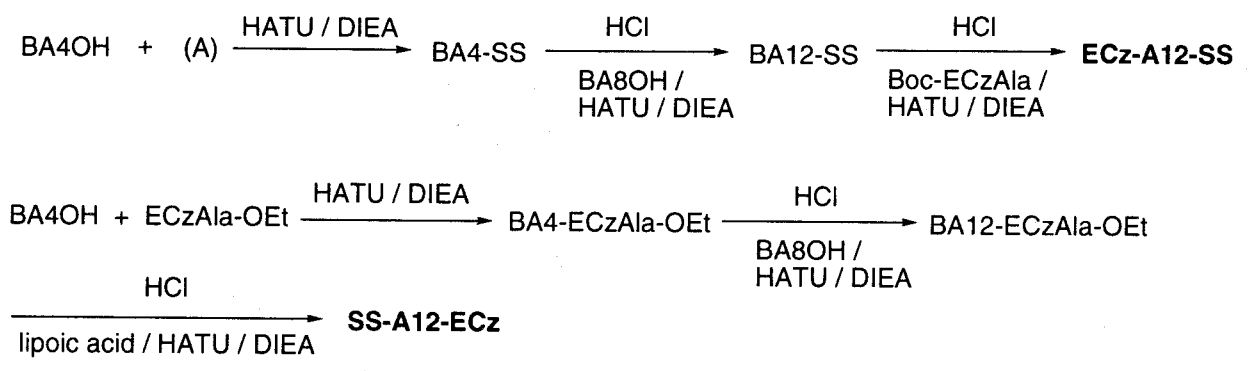 HATU / DIEA HCl HCl
BA4OH + (A) BA4-SS BA12-SS ECz-A12-SS
BA8OH / Boc-ECzAla /
HATU / DIEA HATU / DIEA
HATU / DIEA HCl
BA4OH + ECzAla-OEt BA4-ECzAla-OEt BA12-ECzAla-OEt
BA8OH /
HATU / DIEA
HCl
SS-A12-ECz
lipoic acid / HATU / DIEA